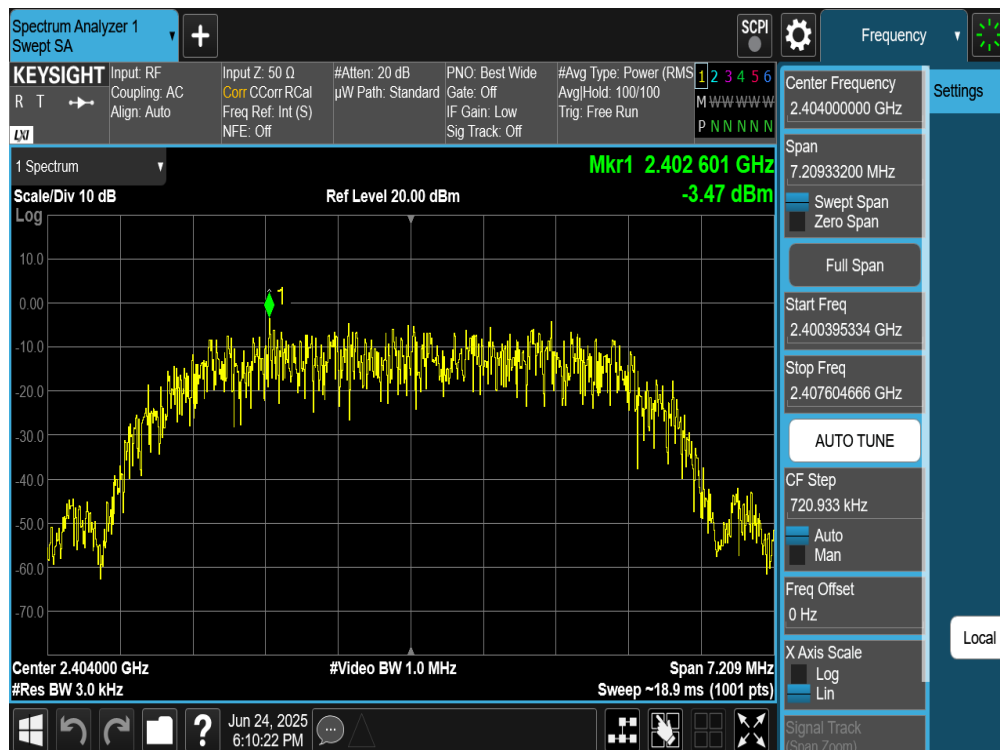 Spectrum Analyzer 1
Swept SA
+
SCPI
Frequency
KEYSIGHT
R T
LXI
Input: RF
Coupling: AC
Align: Auto
Input Z: 50 Ω
Corr CCorr RCal
Freq Ref: Int (S)
NFE: Off
#Atten: 20 dB
µW Path: Standard
PNO: Best Wide
Gate: Off
IF Gain: Low
Sig Track: Off
#Avg Type: Power (RMS
Avg|Hold: 100/100
Trig: Free Run
1 2 3 4 5 6
M W W W W W
P N N N N N
1 Spectrum
Mkr1 2.402 601 GHz
-3.47 dBm
Scale/Div 10 dB
Ref Level 20.00 dBm
Log
10.0
0.00
-10.0
-20.0
-30.0
-40.0
-50.0
-60.0
-70.0
1
Center 2.404000 GHz
#Video BW 1.0 MHz
Span 7.209 MHz
#Res BW 3.0 kHz
Sweep ~18.9 ms (1001 pts)
Center Frequency
2.404000000 GHz
Span
7.20933200 MHz
Swept Span
Zero Span
Full Span
Start Freq
2.400395334 GHz
Stop Freq
2.407604666 GHz
AUTO TUNE
CF Step
720.933 kHz
Auto
Man
Freq Offset
0 Hz
X Axis Scale
Log
Lin
Signal Track
(Span Zoom)
Settings
Local
?
Jun 24, 2025
6:10:22 PM